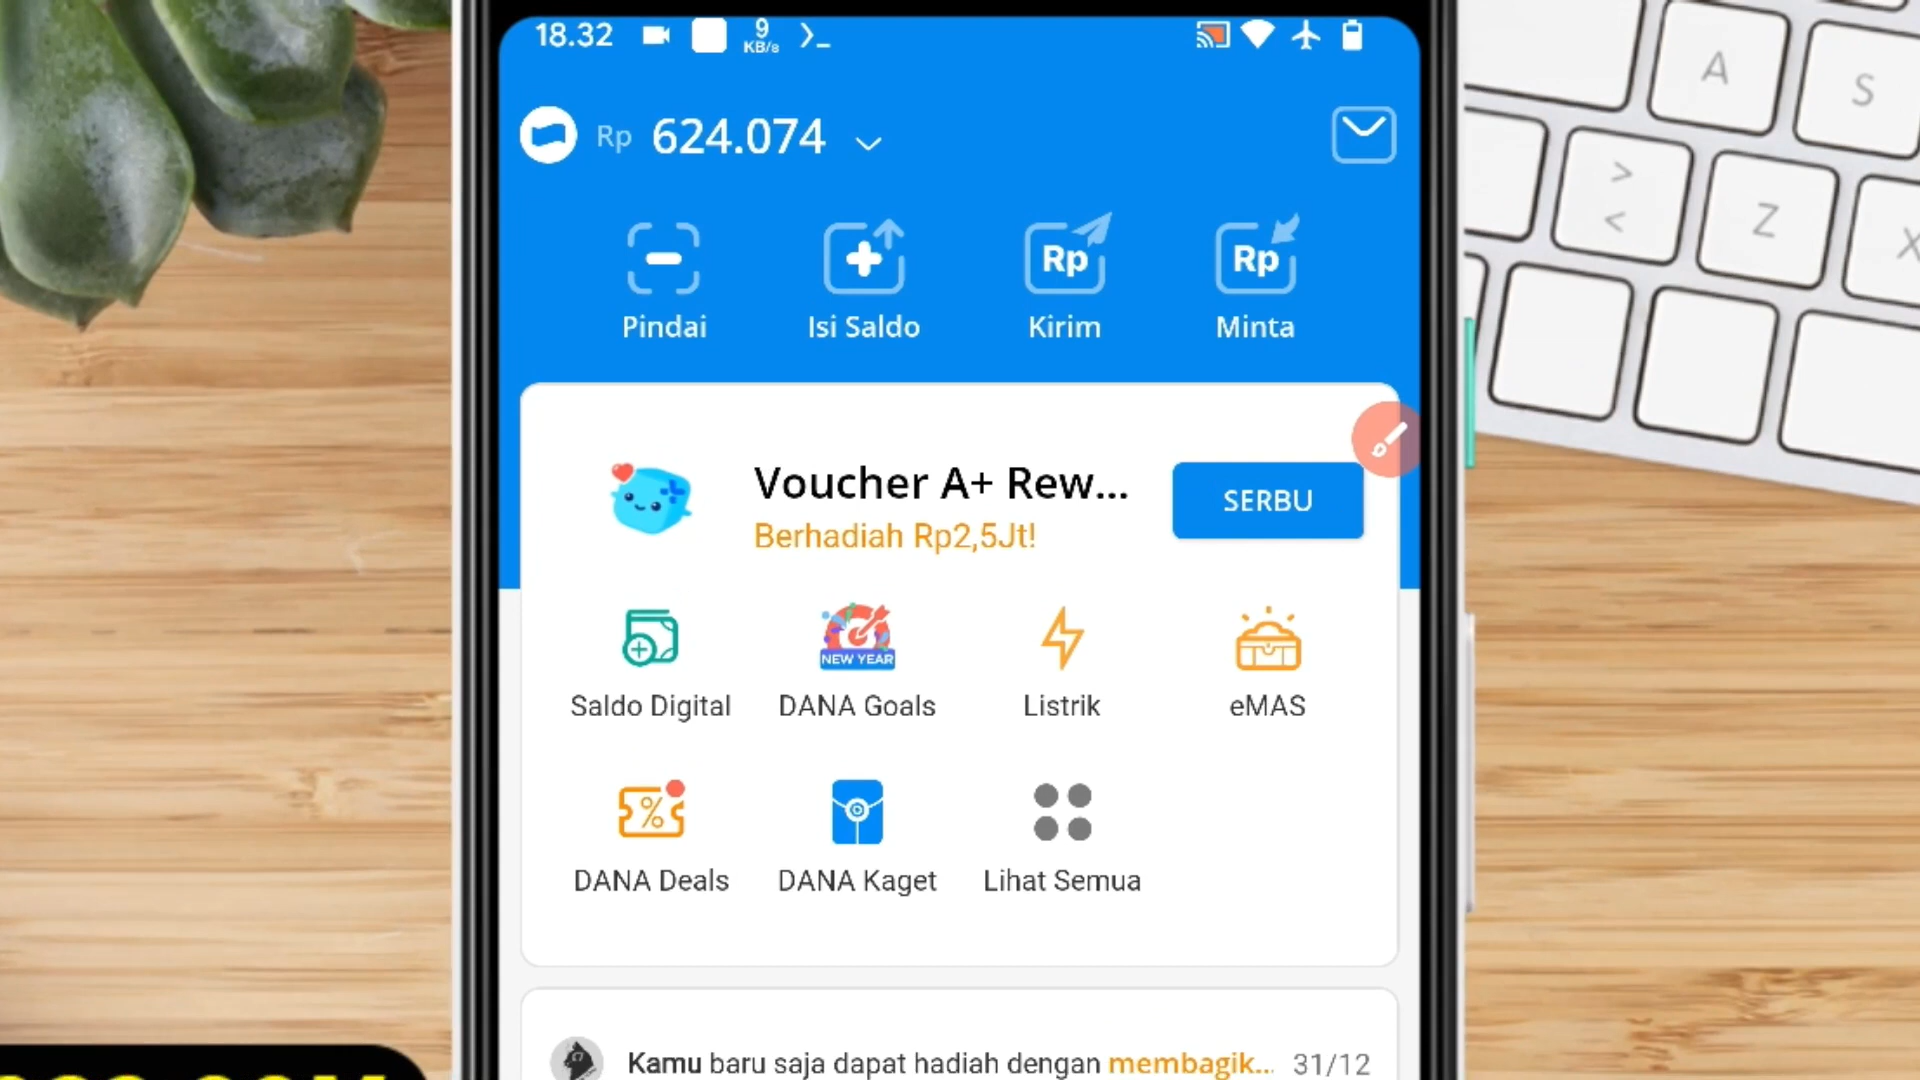 18.32
9
KB/s
Rp 624.074
Rp
Rp
Pindai
Isi Saldo
Kirim
Minta
Voucher A+ Rew...
SERBU
Berhadiah Rp2,5Jt!
NEW YEAR
Saldo Digital
DANA Goals
Listrik
eMAS
%
DANA Deals
DANA Kaget
Lihat Semua
Kamu baru saja dapat hadiah dengan membagik...
31/12
A
S
>
<
Z
X